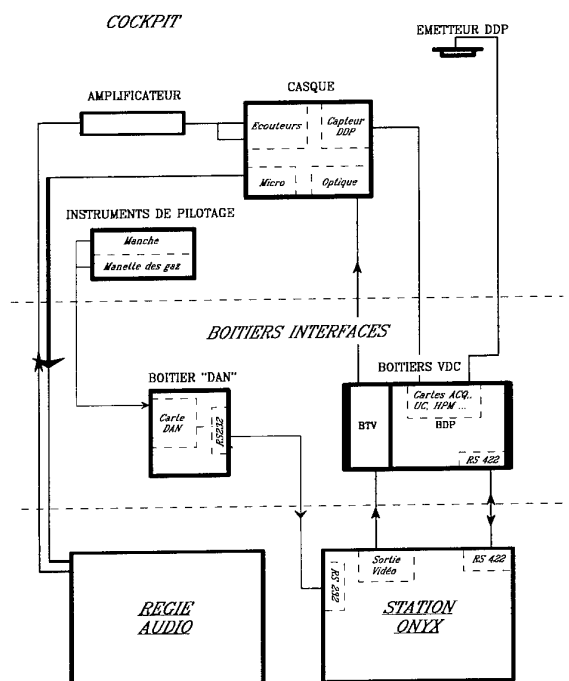 COCKPIT
EMETTEUR DDP
CASQUE
AMPLIFICATEUR
Ecouteurs
Capteur
DDP
Micro
Optique
INSTRUMENTS DE PILOTAGE
Manche
Manette des gaz
BOITIERS INTERFACES
BOITIERS VDC
BOITIER "DAN"
Carte
DAN
RS232
Cartes ACQ..
UC, HPM ...
BTV
BDP
RS 422
REGIE
AUDIO
Sortie
Vidéo
RS 422
RS 232
STATION
ONYX